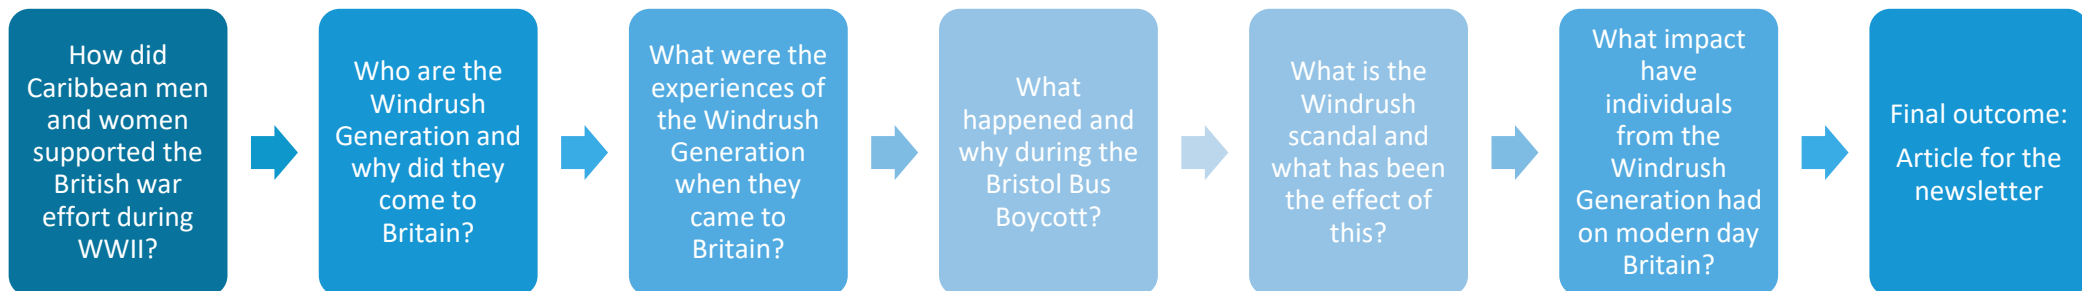 How did
Caribbean men
and women
supported the
British war
effort during
WWII?
Who are the
Windrush
Generation and
why did they
come to
Britain?
What were the
experiences of
the Windrush
Generation
when they
came to
Britain?
What
happened and
why during the
Bristol Bus
Boycott?
What is the
Windrush
scandal and
what has been
the effect of
this?
What impact
have
individuals
from the
Windrush
Generation had
on modern day
Britain?
Final outcome:
Article for the
newsletter